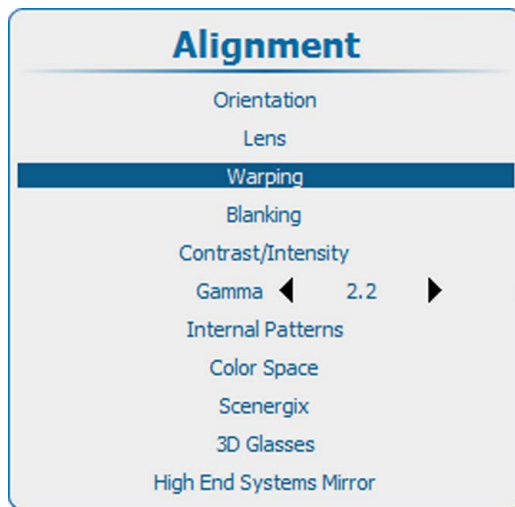 Alignment
Orientation
Lens
Warping
Blanking
Contrast/Intensity
Gamma 2.2
Internal Patterns
Color Space
Scenergix
3D Glasses
High End Systems Mirror